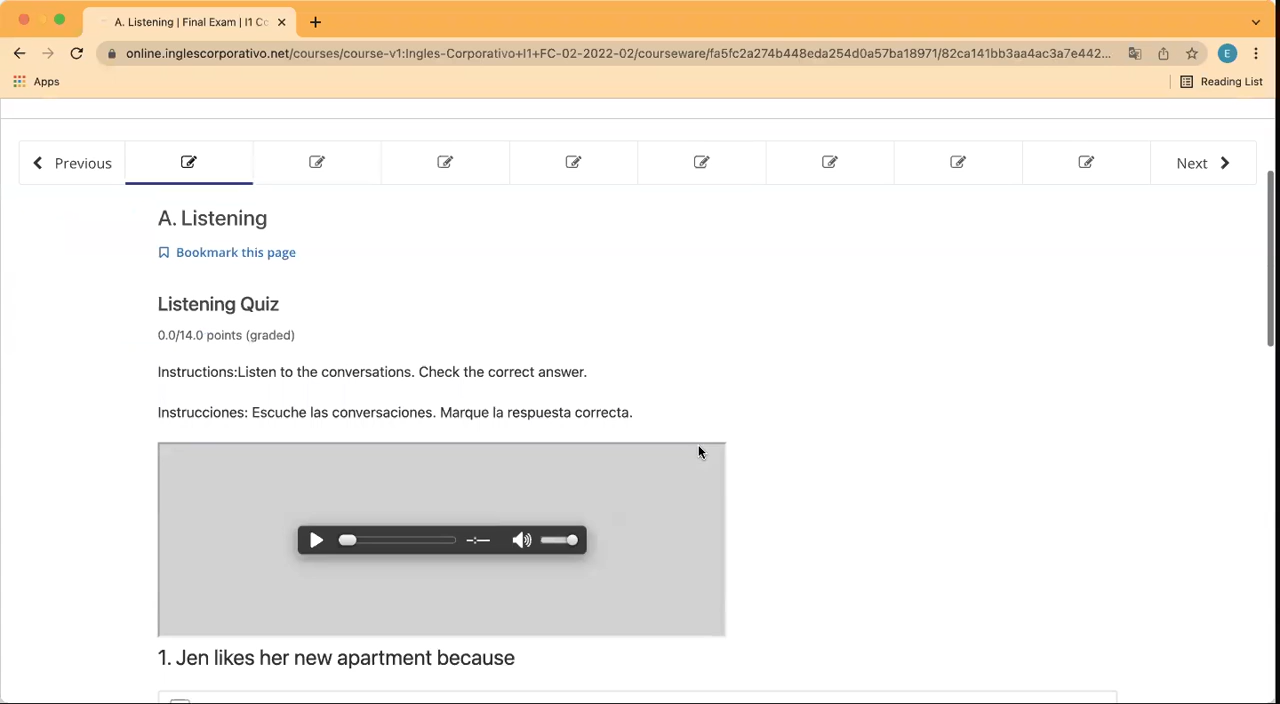 A. Listening | Final Exam | I1 Co
online.inglescorporativo.net/courses/course-v1:Ingles-Corporativo+I1+FC-02-2022-02/courseware/fa5fc2a274b448eda254d0a57ba18971/82ca141bb3aa4ac3a7e442...
E
Apps
Reading List
Previous
Next
A. Listening
Bookmark this page
Listening Quiz
0.0/14.0 points (graded)
Instructions:Listen to the conversations. Check the correct answer.
Instrucciones: Escuche las conversaciones. Marque la respuesta correcta.
1. Jen likes her new apartment because